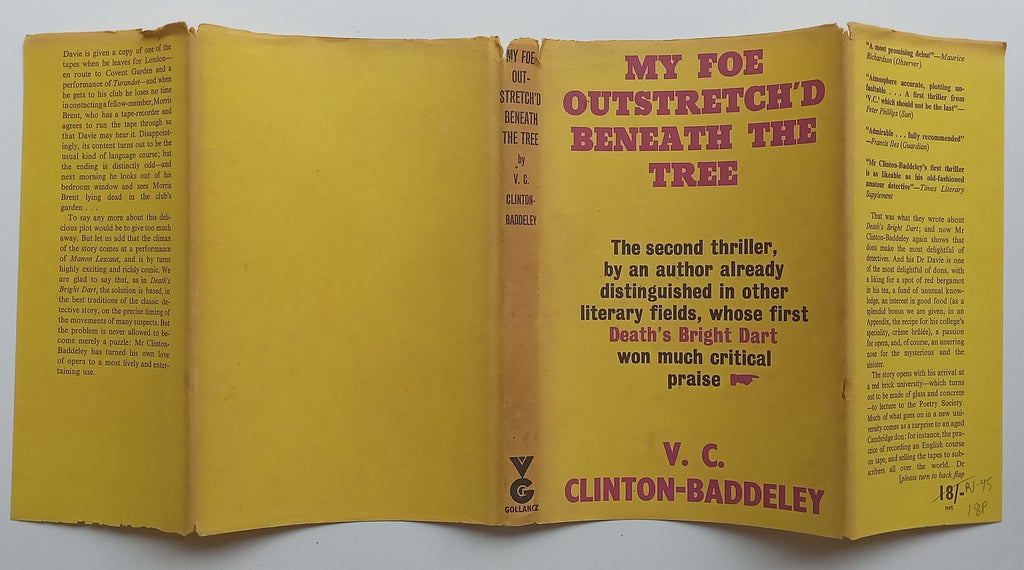 Davie is given a copy of one of the
tapes when he leaves for London—
en route to Covent Garden and a
performance of Turandot—and when
he gets to his club he loses no time
in contacting a fellow-member, Morris
Brent, who has a tape-recorder and
agrees to run the tape through so
that Davie may hear it. Disappoint-
ingly, its content turns out to be the
usual kind of language course; but
the ending is distinctly odd—and
next morning he looks out of his
bedroom window and sees Morris
Brent lying dead in the club's
garden . . .
To say any more about this deli-
cious plot would be to give too much
away. But let us add that the climax
of the story comes at a performance
of Manon Lescaut, and is by turns
highly exciting and richly comic. We
are glad to say that, as in Death's
Bright Dart, the solution is based, in
the best traditions of the classic de-
tective story, on the precise timing of
the movements of many suspects. But
the problem is never allowed to be-
come merely a puzzle: Mr Clinton-
Baddeley has turned his own love
of opera to a most lively and enter-
taining use.
MY FOE
OUT-
STRETCH'D
BENEATH
THE TREE
by
V. C.
CLINTON-
BADDELEY
VG
GOLLANCZ
MY FOE
OUTSTRETCH'D
BENEATH THE
TREE
The second thriller,
by an author already
distinguished in other
literary fields, whose first
Death's Bright Dart
won much critical
praise
V. C.
CLINTON-BADDELEY
"A most promising debut"—Maurice
Richardson (Observer)
"Atmosphere accurate, plotting un-
faultable . . . A first thriller from
'V.C.' which should not be the last"—
Peter Phillips (Sun)
"Admirable . . . fully recommended"
—Francis Iles (Guardian)
"Mr Clinton-Baddeley's first thriller
is as likeable as his old-fashioned
amateur detective"—Times Literary
Supplement
That was what they wrote about
Death's Bright Dart; and now Mr
Clinton-Baddeley again shows that
dons make the most delightful of
detectives. And his Dr Davie is one
of the most delightful of dons, with
a liking for a spot of red bergamot
in his tea, a fund of unusual know-
ledge, an interest in good food (as a
splendid bonus we are given, in an
Appendix, the recipe for his college's
speciality, crème brûlée), a passion
for opera, and, of course, an unerring
nose for the mysterious and the
sinister.
The story opens with his arrival at
a red brick university—which turns
out to be made of glass and concrete
—to lecture to the Poetry Society.
Much of what goes on in a new uni-
versity comes as a surprise to an aged
Cambridge don: for instance, the pra-
ctice of recording an English course
on tape, and selling the tapes to sub-
scribers all over the world. Dr
[please turn to back flap
18/-
net
R1-95
18P